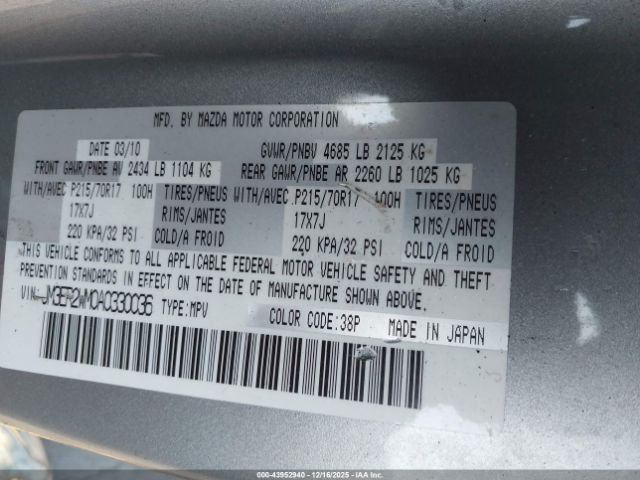 MFD. BY MAZDA MOTOR CORPORATION
DATE 03/10 GVWR/PNBV 4685 LB 2125 KG
FRONT GAWR/PNBE AV 2434 LB 1104 KG REAR GAWR/PNBE AR 2260 LB 1025 KG
WITH/AVEC P215/70R17 100H TIRES/PNEUS WITH/AVEC P215/70R17 100H TIRES/PNEUS
17X7J RIMS/JANTES 17X7J RIMS/JANTES
220 KPA/32 PSI COLD/A FROID 220 KPA/32 PSI COLD/A FROID
THIS VEHICLE CONFORMS TO ALL APPLICABLE FEDERAL MOTOR VEHICLE SAFETY AND THEFT
PREVENTION STANDARDS IN EFFECT ON THE DATE OF MANUFACTURE SHOWN ABOVE.
VIN: JM3ER2WM0A0330036 TYPE:MPV COLOR CODE:38P MADE IN JAPAN
000-43952940 - 12/16/2025 - IAAI.COM